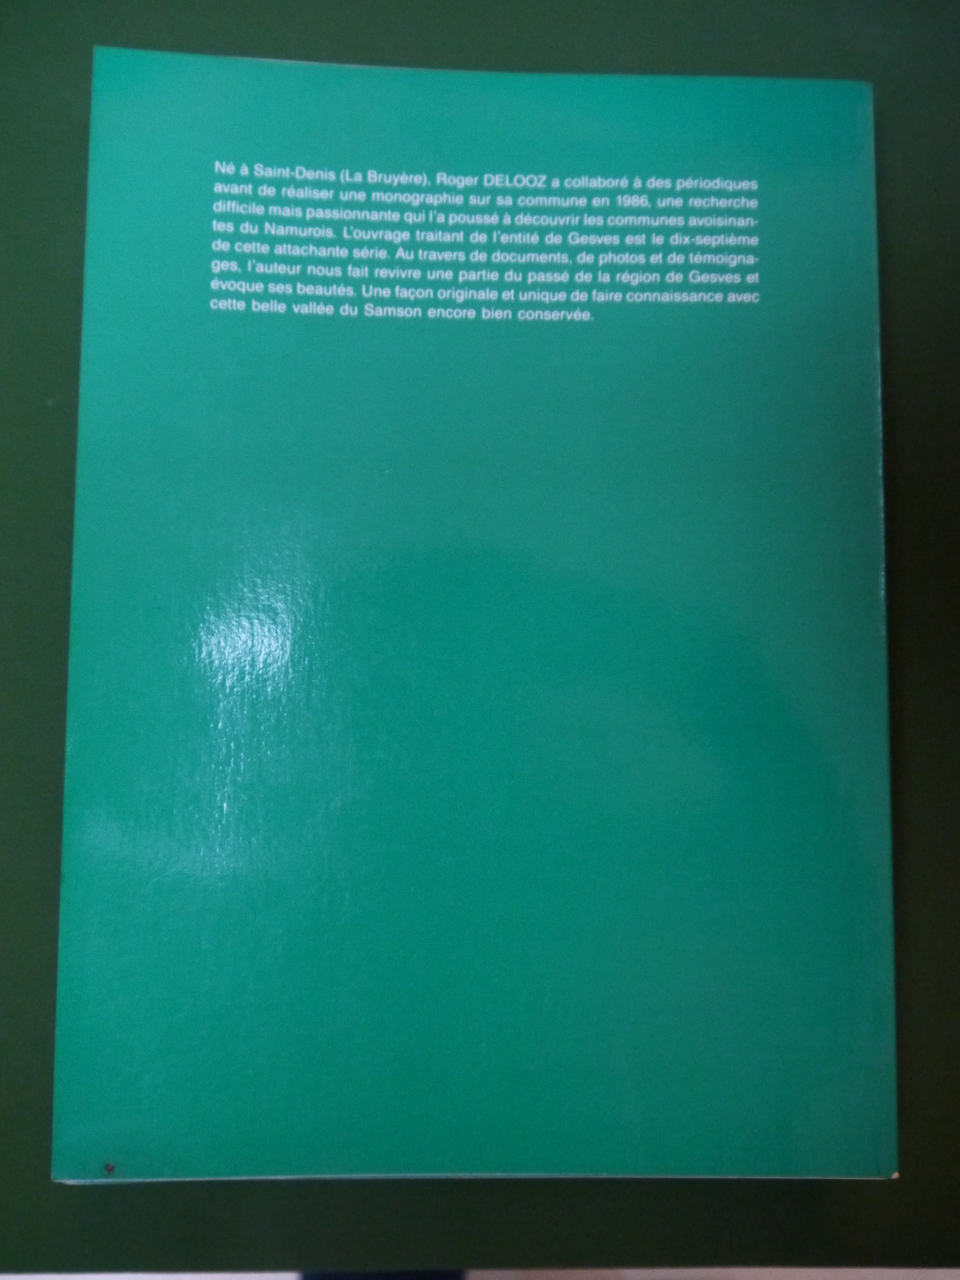 Né à Saint-Denis (La Bruyère), Roger DELOOZ a collaboré à des périodiques
avant de réaliser une monographie sur sa commune en 1986, une recherche
difficile mais passionnante qui l'a poussé à découvrir les communes avoisinan-
tes du Namurois. L'ouvrage traitant de l'entité de Gesves est le dix-septième
de cette attachante série. Au travers de documents, de photos et de témoigna-
ges, l'auteur nous fait revivre une partie du passé de la région de Gesves et
évoque ses beautés. Une façon originale et unique de faire connaissance avec
cette belle vallée du Samson encore bien conservée.